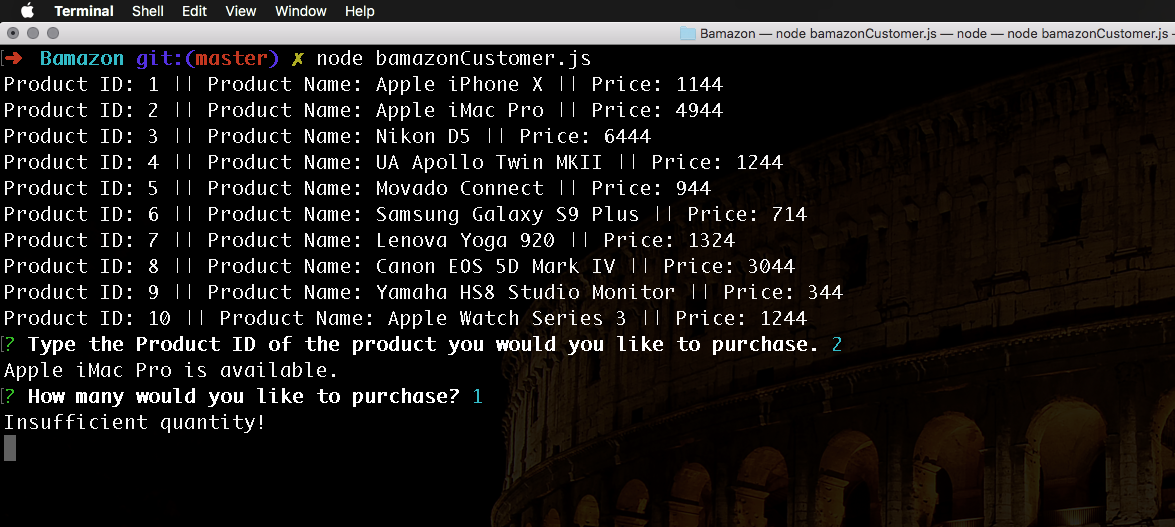 Terminal Shell Edit View Window Help
Bamazon — node bamazonCustomer.js — node — node bamazonCustomer.js -
[➜ Bamazon git:(master) ✗ node bamazonCustomer.js
Product ID: 1 || Product Name: Apple iPhone X || Price: 1144
Product ID: 2 || Product Name: Apple iMac Pro || Price: 4944
Product ID: 3 || Product Name: Nikon D5 || Price: 6444
Product ID: 4 || Product Name: UA Apollo Twin MKII || Price: 1244
Product ID: 5 || Product Name: Movado Connect || Price: 944
Product ID: 6 || Product Name: Samsung Galaxy S9 Plus || Price: 714
Product ID: 7 || Product Name: Lenova Yoga 920 || Price: 1324
Product ID: 8 || Product Name: Canon EOS 5D Mark IV || Price: 3044
Product ID: 9 || Product Name: Yamaha HS8 Studio Monitor || Price: 344
Product ID: 10 || Product Name: Apple Watch Series 3 || Price: 1244
[? Type the Product ID of the product you would you like to purchase. 2
Apple iMac Pro is available.
[? How many would you like to purchase? 1
Insufficient quantity!